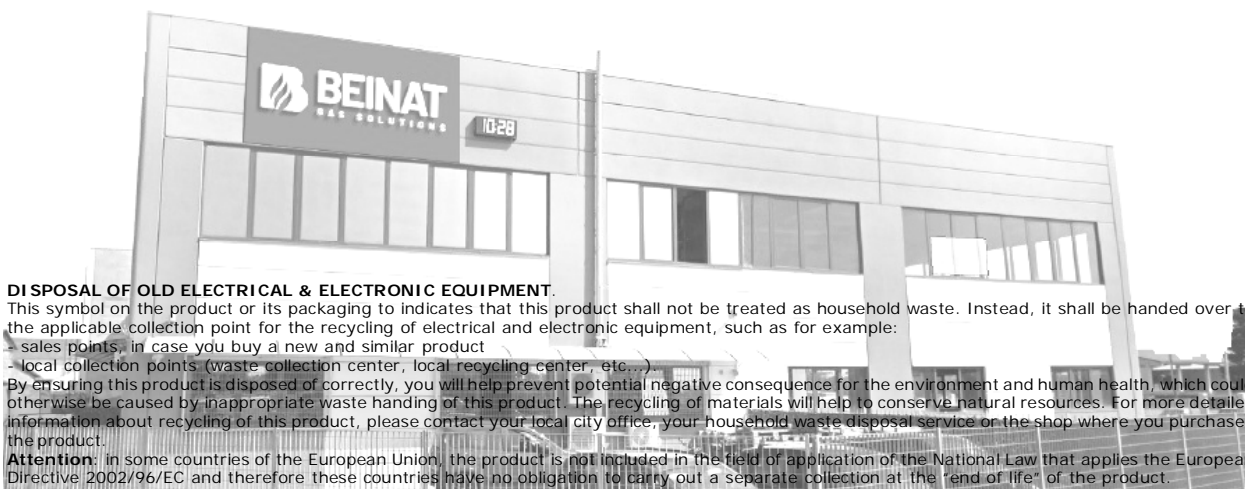 BEINAT
GAS SOLUTIONS
10:28
DISPOSAL OF OLD ELECTRICAL & ELECTRONIC EQUIPMENT.
This symbol on the product or its packaging to indicates that this product shall not be treated as household waste. Instead, it shall be handed over t
the applicable collection point for the recycling of electrical and electronic equipment, such as for example:
- sales points, in case you buy a new and similar product
- local collection points (waste collection center, local recycling center, etc...).
By ensuring this product is disposed of correctly, you will help prevent potential negative consequence for the environment and human health, which coul
otherwise be caused by inappropriate waste handing of this product. The recycling of materials will help to conserve natural resources. For more detaile
information about recycling of this product, please contact your local city office, your household waste disposal service or the shop where you purchase
the product.
Attention: in some countries of the European Union, the product is not included in the field of application of the National Law that applies the Europea
Directive 2002/96/EC and therefore these countries have no obligation to carry out a separate collection at the "end of life" of the product.